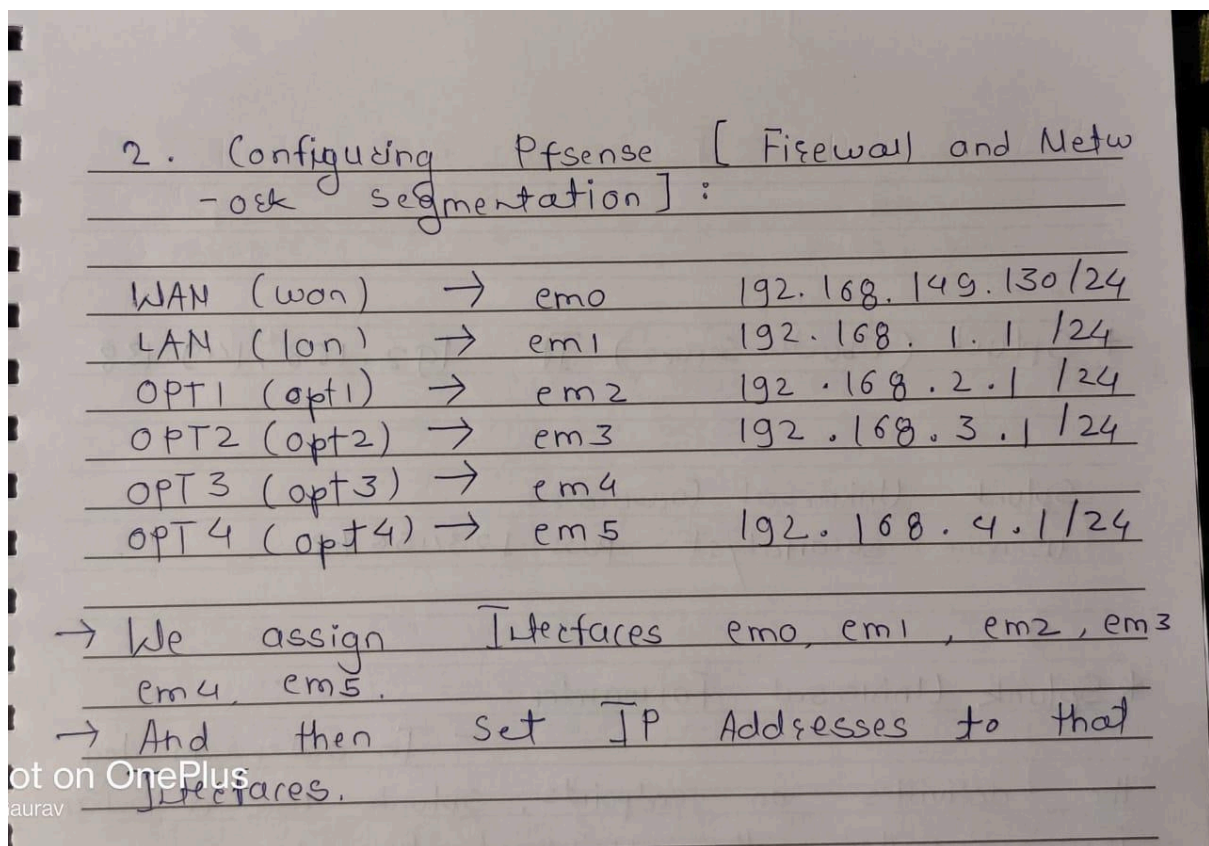 2. Configuring Pfsense [ Firewall and Netw
-ork segmentation ] :
WAN (wan) → em0 192.168.149.130/24
LAN (lan) → em1 192.168.1.1/24
OPT1 (opt1) → em2 192.168.2.1/24
OPT2 (opt2) → em3 192.168.3.1/24
OPT3 (opt3) → em4
OPT4 (opt4) → em5 192.168.4.1/24
→ We assign Interfaces em0, em1, em2, em3
em4, em5.
→ And then set IP Addresses to that
Interfaces.
ot on OnePlus
aurav